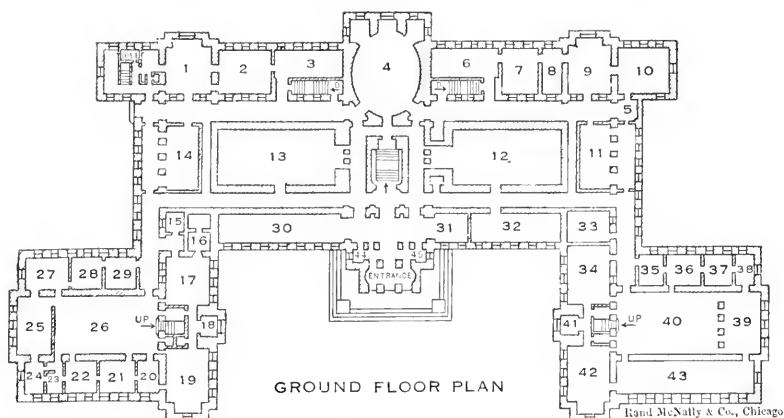 1 2 3 4 6 7 8 9 10
5
14 13 12 11
15 16 30 31 32 33
44 45
ENTRANCE
27 28 29 17 34 35 36 37 38
25 26 UP 18 41 UP 40 39
24 23 22 21 20 19 42 43
GROUND FLOOR PLAN
Rand McNally & Co., Chicago